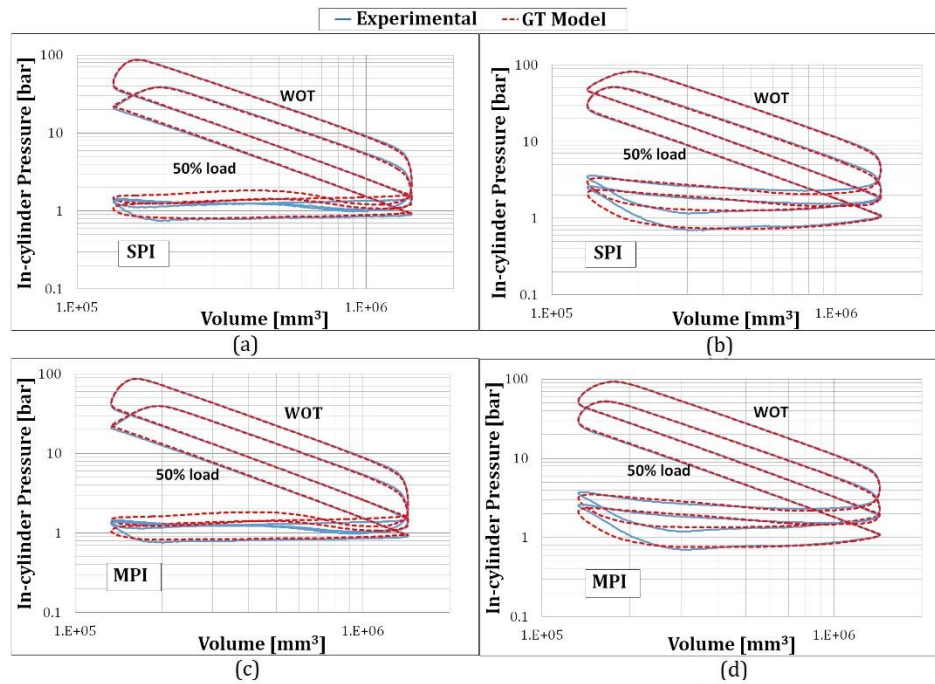 Experimental GT Model
In-cylinder Pressure [bar]
100
10
1
0.1
WOT
50% load
SPI
1.E+05
1.E+06
Volume [mm³]
(a)
In-cylinder Pressure [bar]
100
10
1
0.1
WOT
50% load
SPI
1.E+05
1.E+06
Volume [mm³]
(b)
In-cylinder Pressure [bar]
100
10
1
0.1
WOT
50% load
MPI
1.E+05
1.E+06
Volume [mm³]
(c)
In-cylinder Pressure [bar]
100
10
1
0.1
WOT
50% load
MPI
1.E+05
1.E+06
Volume [mm³]
(d)